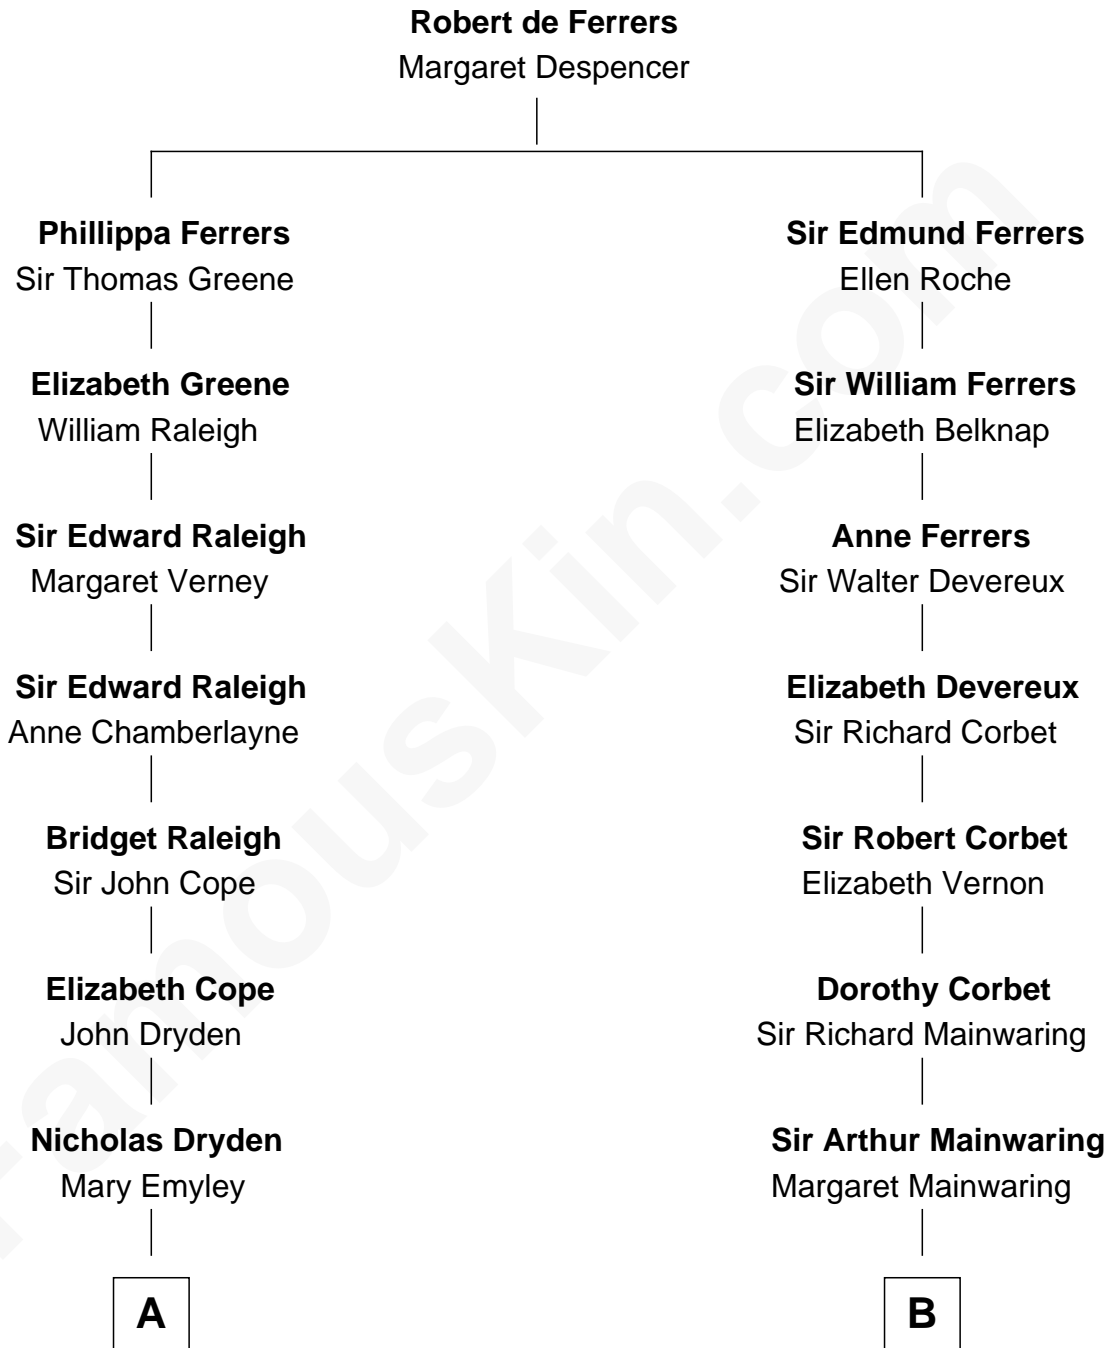 Robert de Ferrers
Margaret Despencer
Phillippa Ferrers
Sir Thomas Greene
Elizabeth Greene
William Raleigh
Sir Edward Raleigh
Margaret Verney
Sir Edward Raleigh
Anne Chamberlayne
Bridget Raleigh
Sir John Cope
Elizabeth Cope
John Dryden
Nicholas Dryden
Mary Emyley
A
Sir Edmund Ferrers
Ellen Roche
Sir William Ferrers
Elizabeth Belknap
Anne Ferrers
Sir Walter Devereux
Elizabeth Devereux
Sir Richard Corbet
Sir Robert Corbet
Elizabeth Vernon
Dorothy Corbet
Sir Richard Mainwaring
Sir Arthur Mainwaring
Margaret Mainwaring
B
FamousKin.com